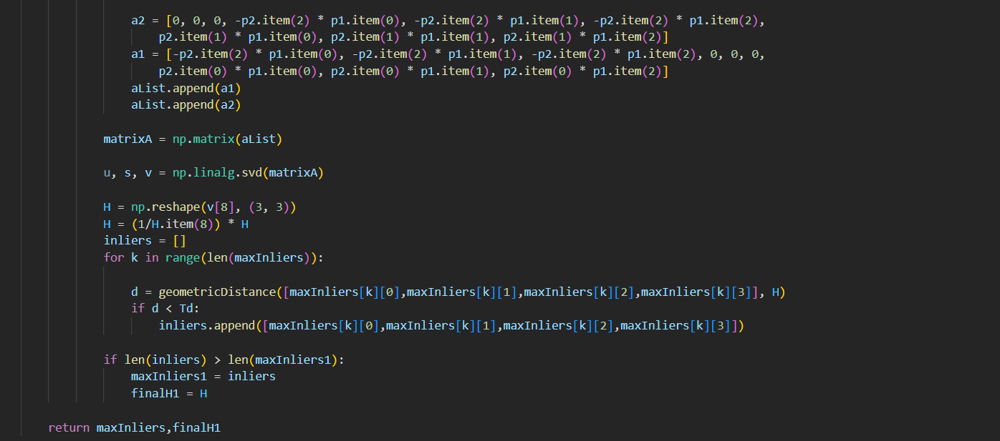 a2 = [0, 0, 0, -p2.item(2) * p1.item(0), -p2.item(2) * p1.item(1), -p2.item(2) * p1.item(2),
p2.item(1) * p1.item(0), p2.item(1) * p1.item(1), p2.item(1) * p1.item(2)]
a1 = [-p2.item(2) * p1.item(0), -p2.item(2) * p1.item(1), -p2.item(2) * p1.item(2), 0, 0, 0,
p2.item(0) * p1.item(0), p2.item(0) * p1.item(1), p2.item(0) * p1.item(2)]
aList.append(a1)
aList.append(a2)
matrixA = np.matrix(aList)
u, s, v = np.linalg.svd(matrixA)
H = np.reshape(v[8], (3, 3))
H = (1/H.item(8)) * H
inliers = []
for k in range(len(maxInliers)):
d = geometricDistance([maxInliers[k][0],maxInliers[k][1],maxInliers[k][2],maxInliers[k][3]], H)
if d < Td:
inliers.append([maxInliers[k][0],maxInliers[k][1],maxInliers[k][2],maxInliers[k][3]])
if len(inliers) > len(maxInliers1):
maxInliers1 = inliers
finalH1 = H
return maxInliers,finalH1